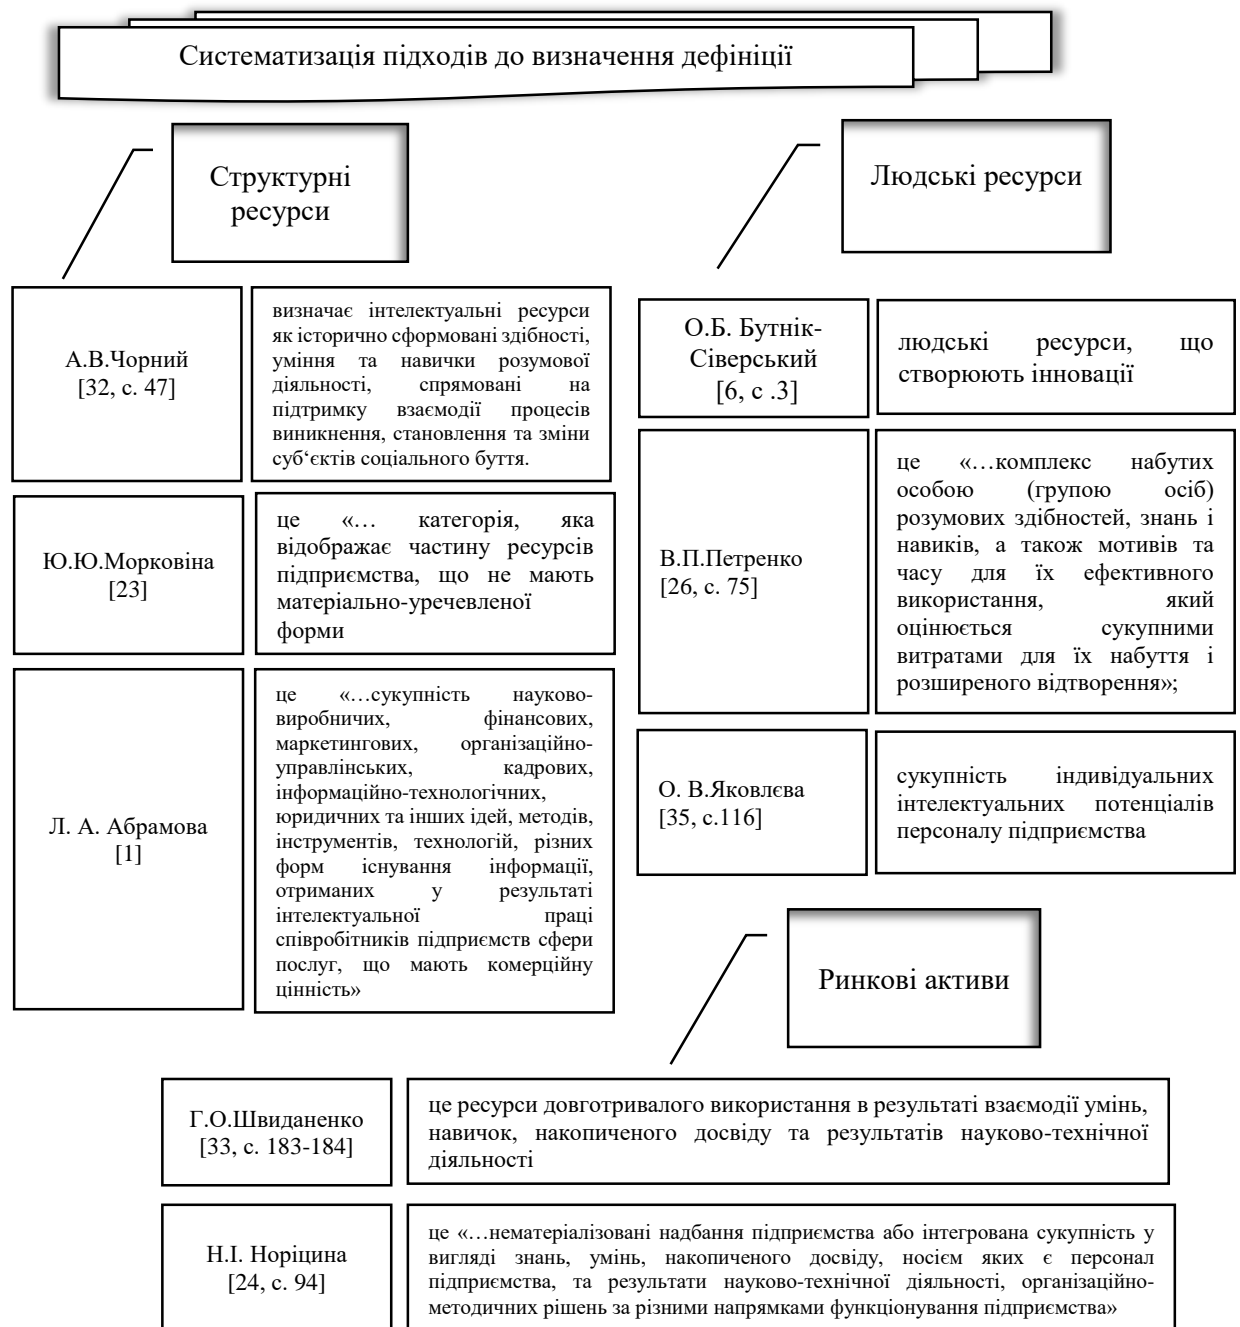 Систематизація підходів до визначення дефініції
Структурні
ресурси
А.В.Чорний
[32, с. 47]
визначає інтелектуальні ресурси
як історично сформовані здібності,
уміння та навички розумової
діяльності, спрямовані на
підтримку взаємодії процесів
виникнення, становлення та зміни
суб‘єктів соціального буття.
Ю.Ю.Морковіна
[23]
це «… категорія, яка
відображає частину ресурсів
підприємства, що не мають
матеріально-уречевленої
форми
Л. А. Абрамова
[1]
це «…сукупність науково-
виробничих, фінансових,
маркетингових, організаційно-
управлінських, кадрових,
інформаційно-технологічних,
юридичних та інших ідей, методів,
інструментів, технологій, різних
форм існування інформації,
отриманих у результаті
інтелектуальної праці
співробітників підприємств сфери
послуг, що мають комерційну
цінність»
Людські ресурси
О.Б. Бутнік-
Сіверський
[6, с .3]
людські ресурси, що
створюють інновації
В.П.Петренко
[26, с. 75]
це «…комплекс набутих
особою (групою осіб)
розумових здібностей, знань і
навиків, а також мотивів та
часу для їх ефективного
використання, який
оцінюється сукупними
витратами для їх набуття і
розширеного відтворення»;
О. В.Яковлєва
[35, с.116]
сукупність індивідуальних
інтелектуальних потенціалів
персоналу підприємства
Ринкові активи
Г.О.Швиданенко
[33, с. 183-184]
це ресурси довготривалого використання в результаті взаємодії умінь,
навичок, накопиченого досвіду та результатів науково-технічної
діяльності
Н.І. Норіцина
[24, с. 94]
це «…нематеріалізовані надбання підприємства або інтегрована сукупність у
вигляді знань, умінь, накопиченого досвіду, носієм яких є персонал
підприємства, та результати науково-технічної діяльності, організаційно-
методичних рішень за різними напрямками функціонування підприємства»